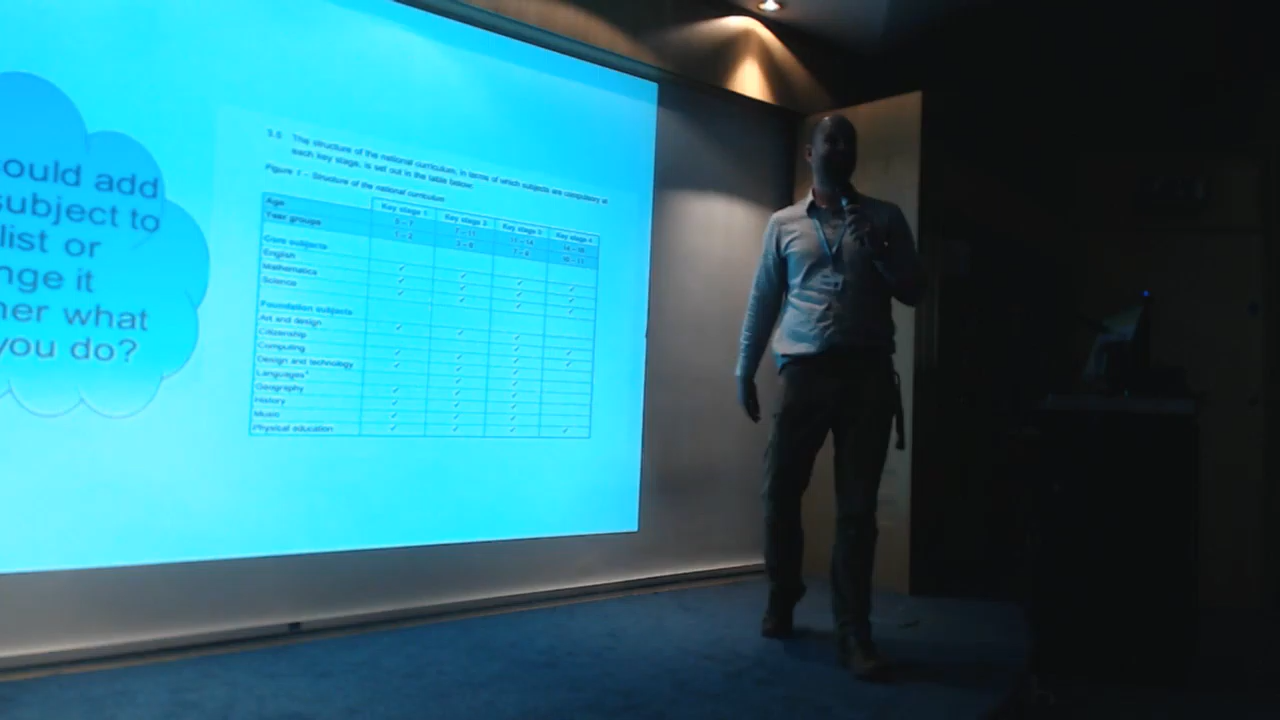 ould add
subject to
list or
nge it
her what
you do?
3.6 The structure of the national curriculum, in terms of which subjects are compulsory at
each key stage, is set out in the table below:
Figure 1 – Structure of the national curriculum
Key stage 1 Key stage 2 Key stage 3 Key stage 4
Age 5 – 7 7 – 11 11 – 14 14 – 16
Year groups 1 – 2 3 – 6 7 – 9 10 – 11
Core subjects
English ✓ ✓ ✓ ✓
Mathematics ✓ ✓ ✓ ✓
Science ✓ ✓ ✓ ✓
Foundation subjects
Art and design ✓ ✓ ✓
Citizenship ✓ ✓
Computing ✓ ✓ ✓ ✓
Design and technology ✓ ✓ ✓
Languages ✓ ✓
Geography ✓ ✓ ✓
History ✓ ✓ ✓
Music ✓ ✓ ✓
Physical education ✓ ✓ ✓ ✓